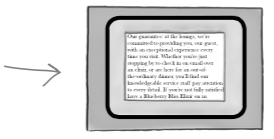 Our guarantee at the lounge, we're
committed to providing you, our guest,
with an exceptional experience every
time you visit. Whether you're just
stopping by to check in on email over
an elixir, or are here for an out-of-
the-ordinary dinner, you'll find our
knowledgeable service staff pay attention
to every detail. If you're not fully satisfied
have a Blueberry Bliss Elixir on us